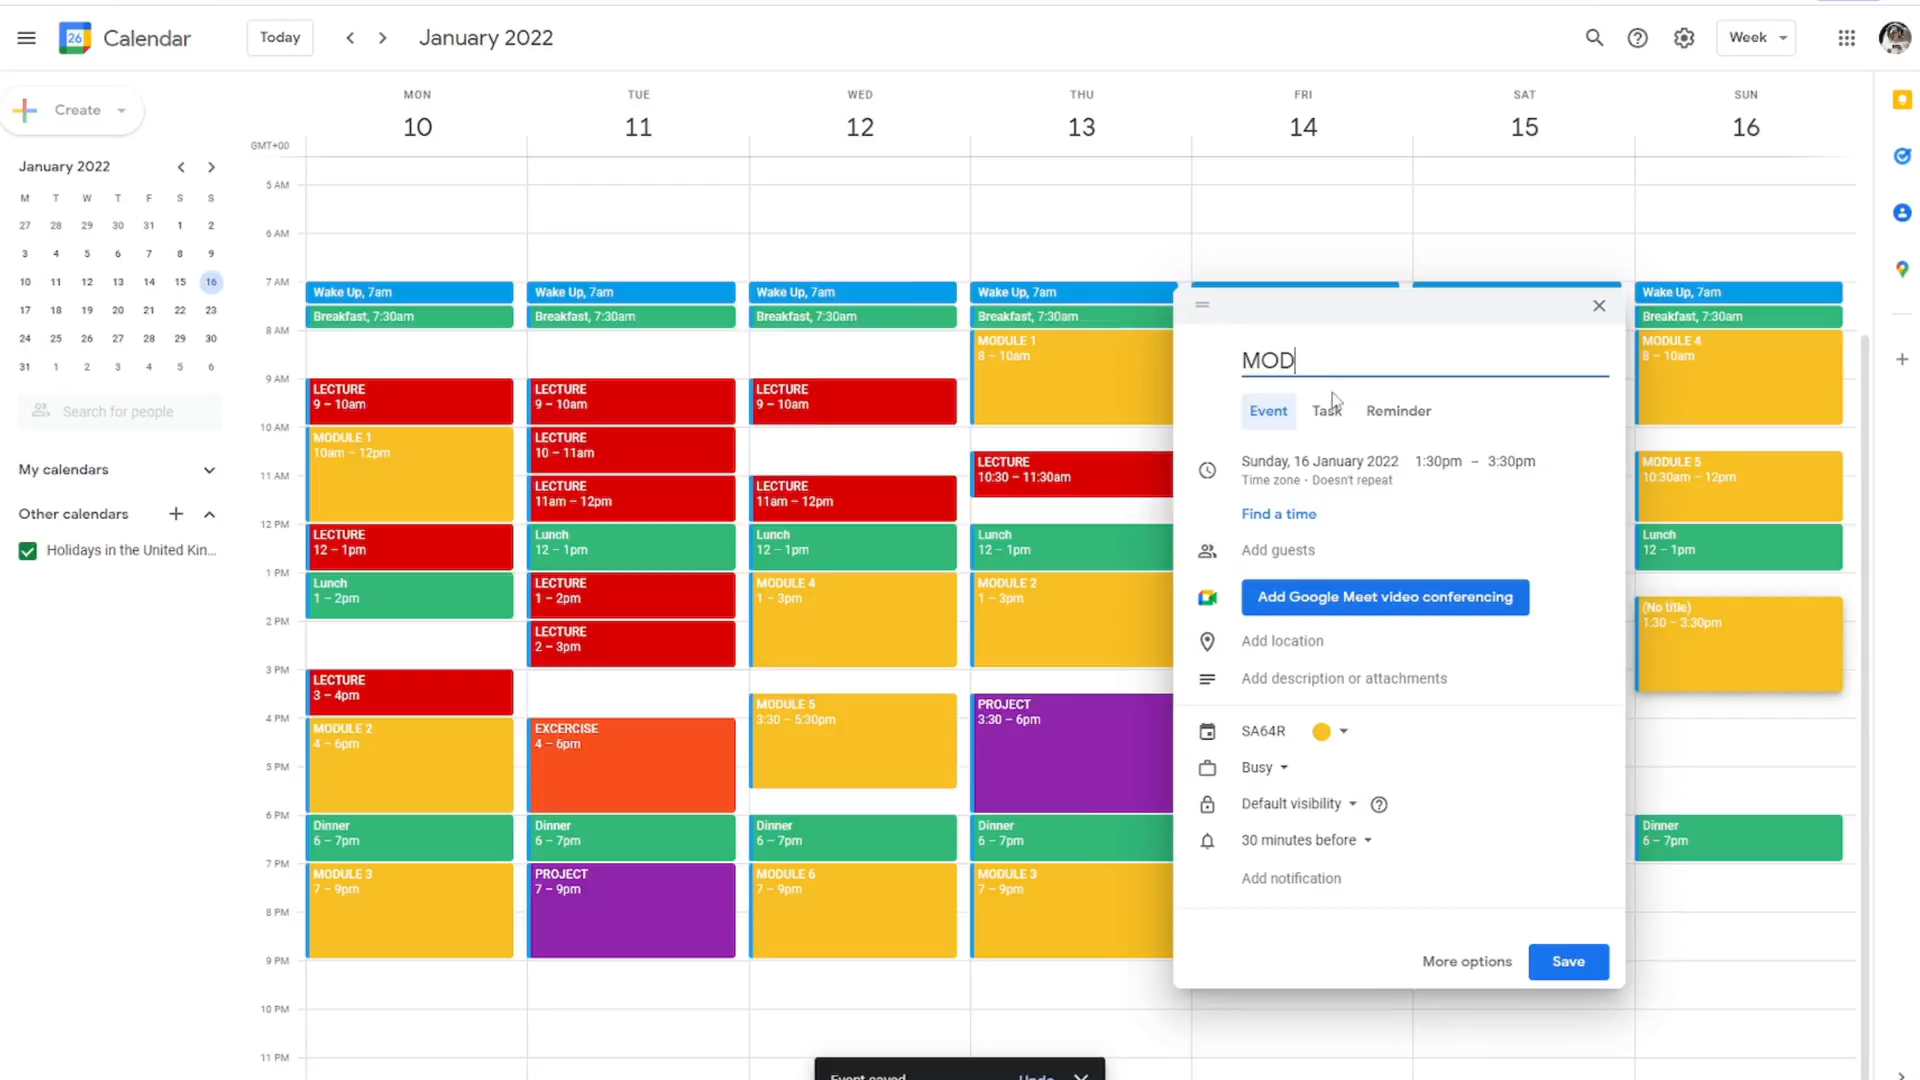 26
Calendar
Today
January 2022
Week
Create
January 2022
M T W T F S S
27 28 29 30 31 1 2
3 4 5 6 7 8 9
10 11 12 13 14 15 16
17 18 19 20 21 22 23
24 25 26 27 28 29 30
31 1 2 3 4 5 6
Search for people
My calendars
Other calendars
Holidays in the United Kin...
GMT+00
MON
10
TUE
11
WED
12
THU
13
FRI
14
SAT
15
SUN
16
5 AM
6 AM
7 AM
8 AM
9 AM
10 AM
11 AM
12 PM
1 PM
2 PM
3 PM
4 PM
5 PM
6 PM
7 PM
8 PM
9 PM
10 PM
11 PM
Wake Up, 7am
Breakfast, 7:30am
LECTURE
9 – 10am
MODULE 1
10am – 12pm
LECTURE
12 – 1pm
Lunch
1 – 2pm
LECTURE
3 – 4pm
MODULE 2
4 – 6pm
Dinner
6 – 7pm
MODULE 3
7 – 9pm
Wake Up, 7am
Breakfast, 7:30am
LECTURE
9 – 10am
LECTURE
10 – 11am
LECTURE
11am – 12pm
Lunch
12 – 1pm
LECTURE
1 – 2pm
LECTURE
2 – 3pm
EXCERCISE
4 – 6pm
Dinner
6 – 7pm
PROJECT
7 – 9pm
Wake Up, 7am
Breakfast, 7:30am
LECTURE
9 – 10am
LECTURE
11am – 12pm
Lunch
12 – 1pm
MODULE 4
1 – 3pm
MODULE 5
3:30 – 5:30pm
Dinner
6 – 7pm
MODULE 6
7 – 9pm
Wake Up, 7am
Breakfast, 7:30am
MODULE 1
8 – 10am
LECTURE
10:30 – 11:30am
Lunch
12 – 1pm
MODULE 2
1 – 3pm
PROJECT
3:30 – 6pm
Dinner
6 – 7pm
MODULE 3
7 – 9pm
MOD
Event Task Reminder
Sunday, 16 January 2022 1:30pm – 3:30pm
Time zone · Doesn't repeat
Find a time
Add guests
Add Google Meet video conferencing
Add location
Add description or attachments
SA64R
Busy
Default visibility
30 minutes before
Add notification
More options
Save
Wake Up, 7am
Breakfast, 7:30am
MODULE 4
8 – 10am
MODULE 5
10:30am – 12pm
Lunch
12 – 1pm
(No title)
1:30 – 3:30pm
Dinner
6 – 7pm
Event saved Undo